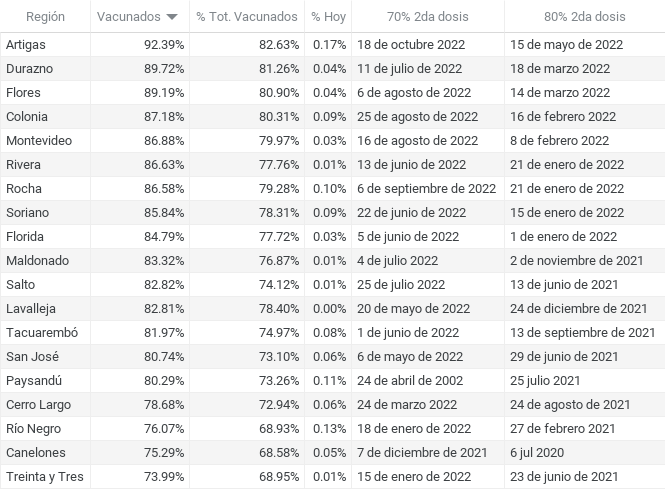 Región Vacunados % Tot. Vacunados % Hoy 70% 2da dosis 80% 2da dosis
Artigas 92.39% 82.63% 0.17% 18 de octubre 2022 15 de mayo de 2022
Durazno 89.72% 81.26% 0.04% 11 de julio de 2022 18 de marzo 2022
Flores 89.19% 80.90% 0.04% 6 de agosto de 2022 14 de marzo 2022
Colonia 87.18% 80.31% 0.09% 25 de agosto de 2022 16 de febrero 2022
Montevideo 86.88% 79.97% 0.03% 16 de agosto de 2022 8 de febrero 2022
Rivera 86.63% 77.76% 0.01% 13 de junio de 2022 21 de enero de 2022
Rocha 86.58% 79.28% 0.10% 6 de septiembre de 2022 21 de enero de 2022
Soriano 85.84% 78.31% 0.09% 22 de junio de 2022 15 de enero de 2022
Florida 84.79% 77.72% 0.03% 5 de junio de 2022 1 de enero de 2022
Maldonado 83.32% 76.87% 0.01% 4 de julio 2022 2 de noviembre de 2021
Salto 82.82% 74.12% 0.01% 25 de julio 2022 13 de junio de 2021
Lavalleja 82.81% 78.40% 0.00% 20 de mayo de 2022 24 de diciembre de 2021
Tacuarembó 81.97% 74.97% 0.08% 1 de junio de 2022 13 de septiembre de 2021
San José 80.74% 73.10% 0.06% 6 de mayo de 2022 29 de junio de 2021
Paysandú 80.29% 73.26% 0.11% 24 de abril de 2002 25 julio 2021
Cerro Largo 78.68% 72.94% 0.06% 24 de marzo de 2022 24 de agosto de 2021
Río Negro 76.07% 68.93% 0.13% 18 de enero de 2022 27 de febrero de 2021
Canelones 75.29% 68.58% 0.05% 7 de diciembre de 2021 6 jul 2020
Treinta y Tres 73.99% 68.95% 0.01% 15 de enero de 2022 23 de junio de 2021